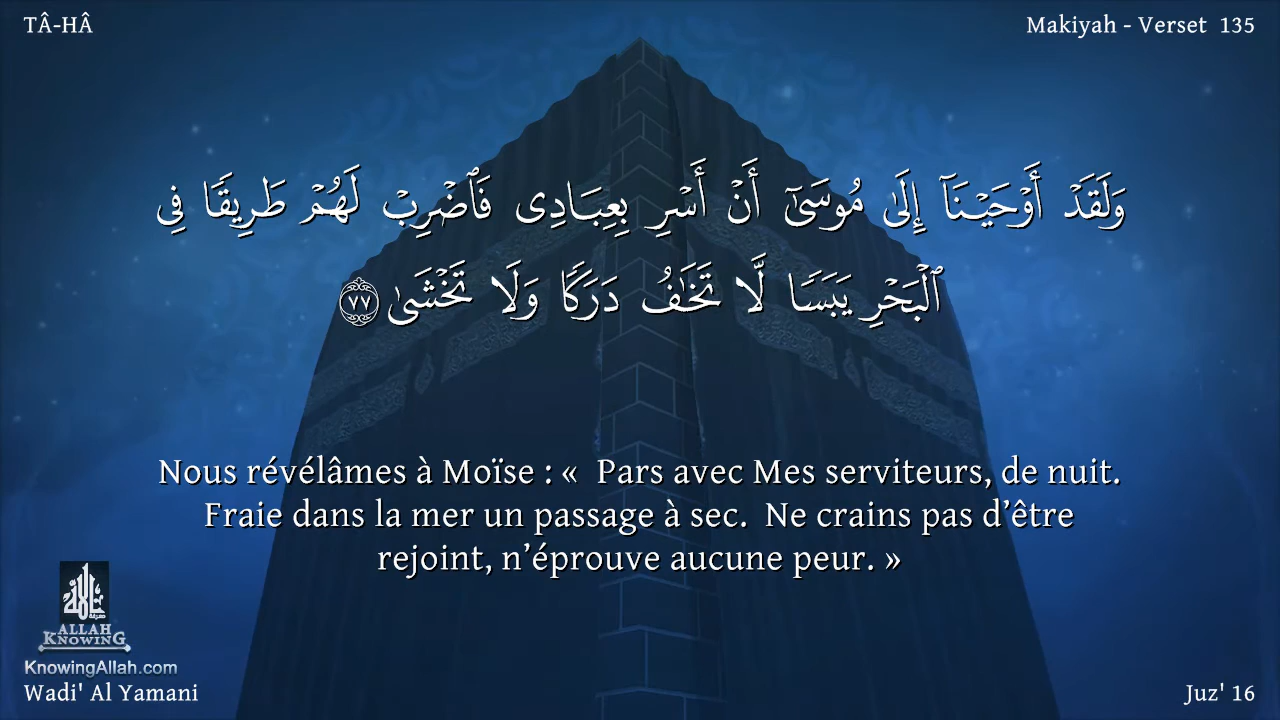 TÂ-HÂ
Makiyah - Verset 135
وَلَقَدْ أَوْحَيْنَآ إِلَىٰ مُوسَىٰٓ أَنْ أَسْرِ بِعِبَادِى فَٱضْرِبْ لَهُمْ طَرِيقًا فِى
ٱلْبَحْرِ يَبَسًا لَّا تَخَٰفُ دَرَكًا وَلَا تَخْشَىٰ ٧٧
Nous révélâmes à Moïse : « Pars avec Mes serviteurs, de nuit.
Fraie dans la mer un passage à sec. Ne crains pas d’être
rejoint, n’éprouve aucune peur. »
ALLAH
KNOWING
KnowingAllah.com
Wadi' Al Yamani
Juz' 16